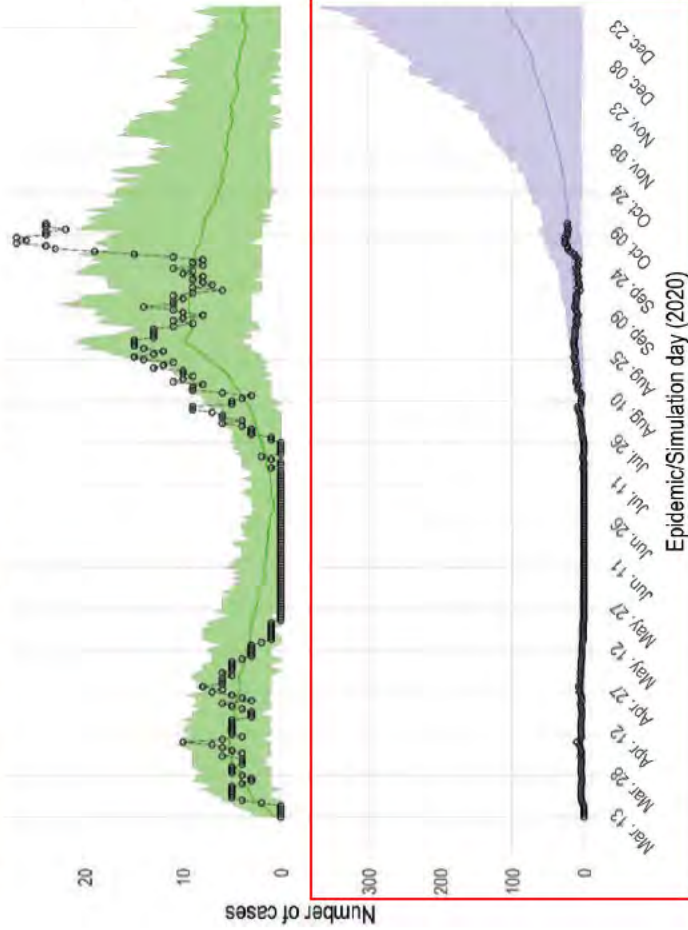 20
10
0
Number of cases
300
200
100
0
Mar. 13
Mar. 28
Apr. 12
Apr. 27
May. 12
May. 27
Jun. 11
Jun. 26
Jul. 11
Jul. 26
Aug. 10
Aug. 25
Sep. 09
Sep. 24
Oct. 09
Oct. 24
Nov. 08
Nov. 23
Dec. 08
Dec. 23
Epidemic/Simulation day (2020)